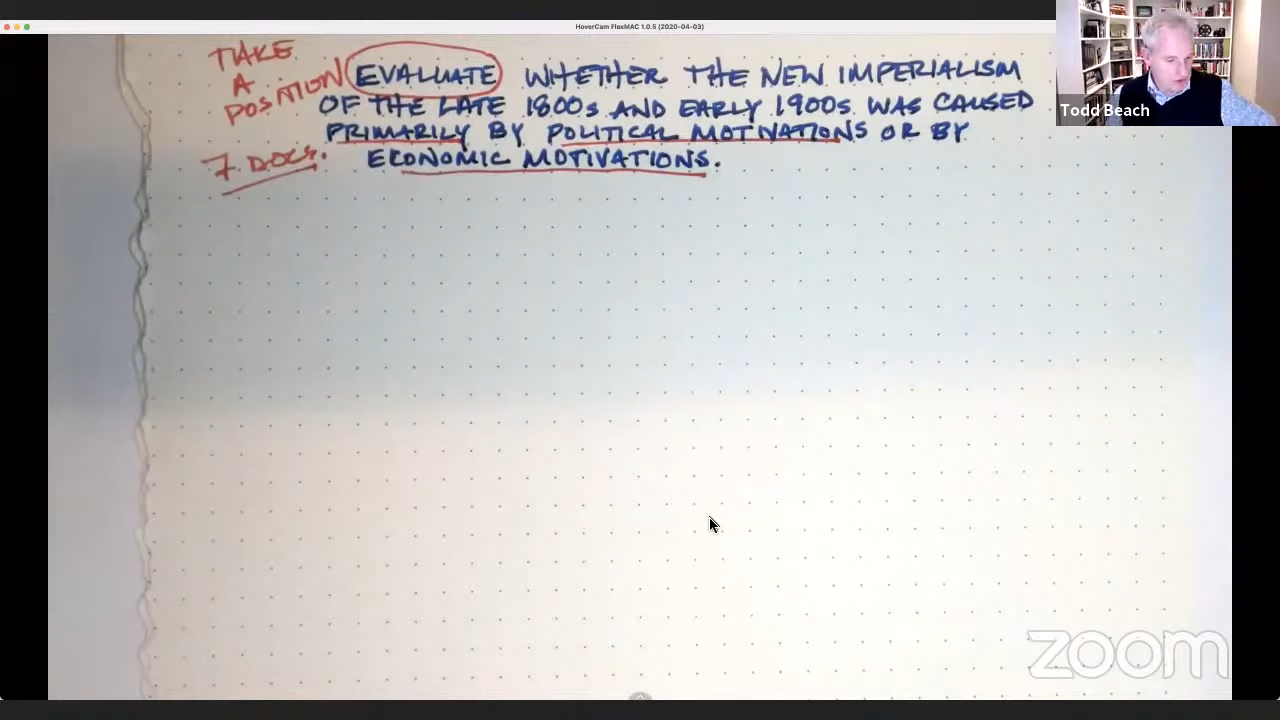 HoverCam FlexMAC 1.0.5 (2020-04-03)
TAKE
A
POSITION
EVALUATE WHETHER THE NEW IMPERIALISM
OF THE LATE 1800s AND EARLY 1900s WAS CAUSED
PRIMARILY BY POLITICAL MOTIVATIONS OR BY
7 DOCS.
ECONOMIC MOTIVATIONS.
Todd Beach
zoom